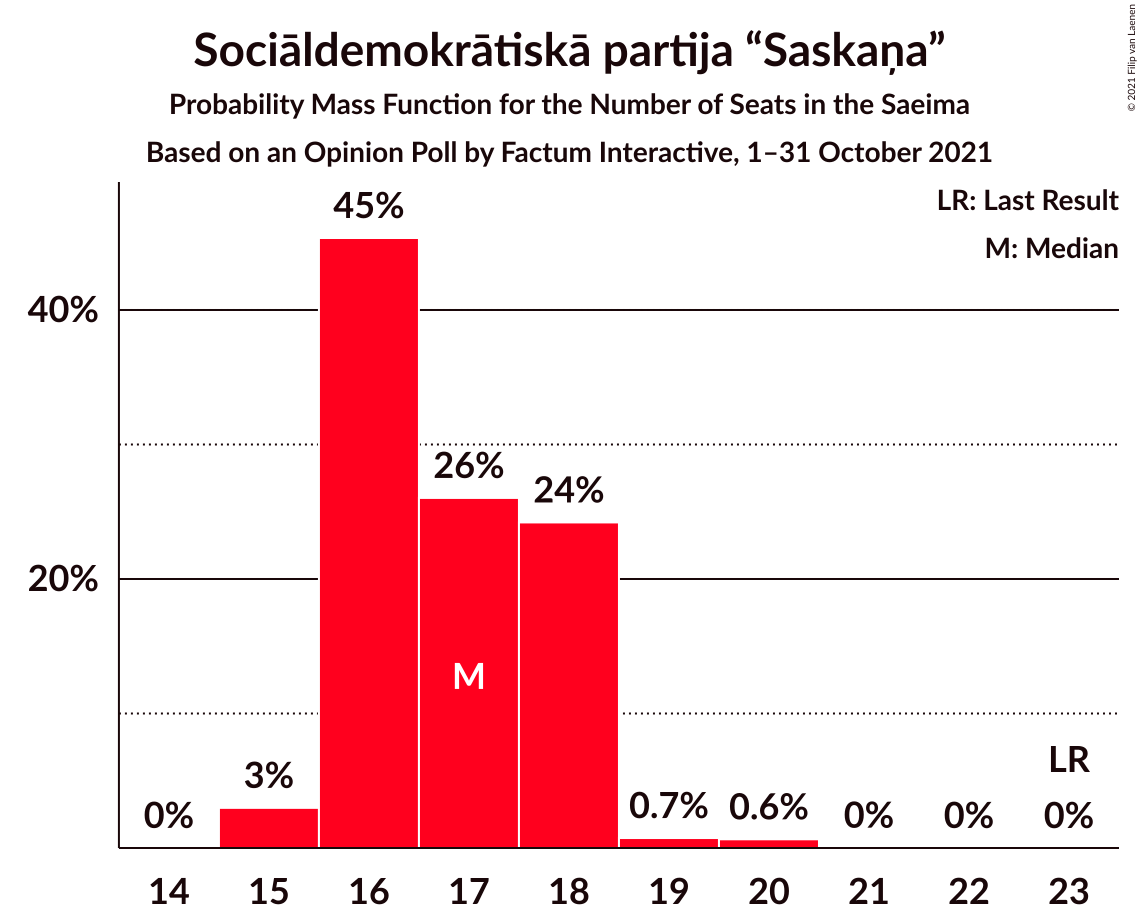 Sociāldemokrātiskā partija “Saskaņa”
Probability Mass Function for the Number of Seats in the Saeima
Based on an Opinion Poll by Factum Interactive, 1–31 October 2021
© 2021 Filip van Laenen
LR: Last Result
M: Median
45%
40%
26%
24%
20%
M
3%
LR
0%
0.7%
0.6%
0%
0%
0%
14 15 16 17 18 19 20 21 22 23